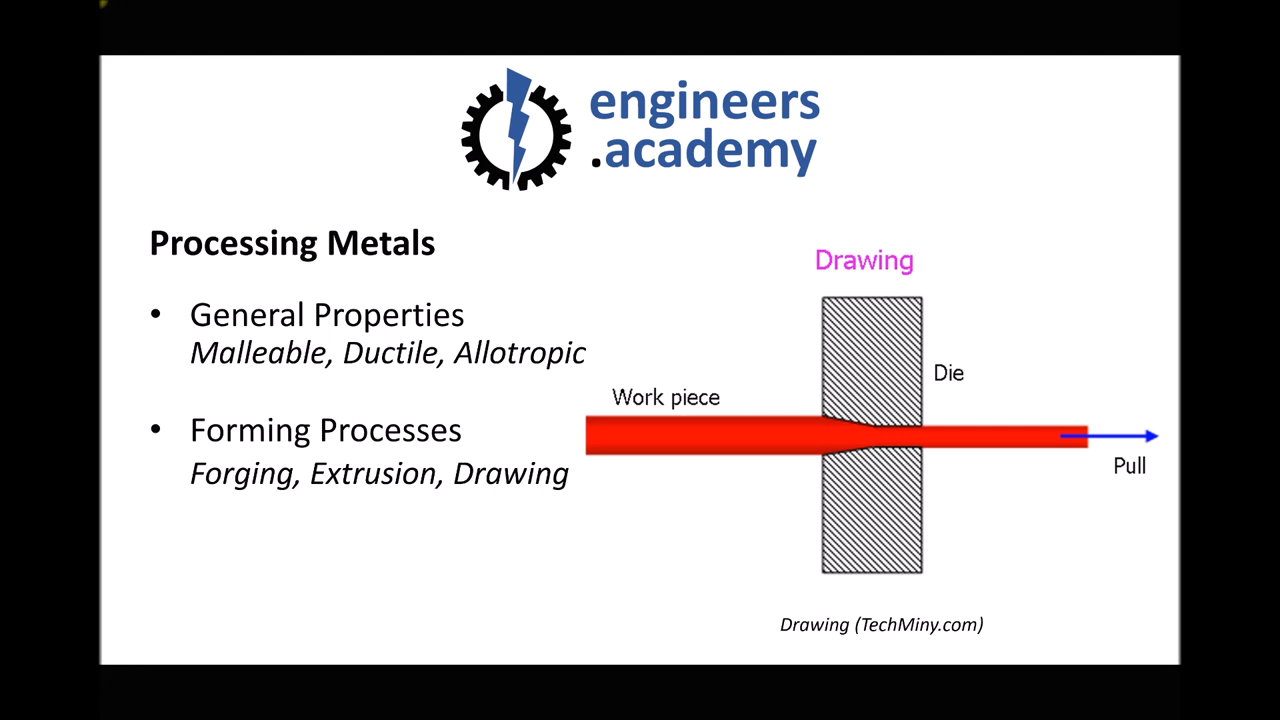 engineers
.academy
Processing Metals
• General Properties
Malleable, Ductile, Allotropic
• Forming Processes
Forging, Extrusion, Drawing
Drawing
Work piece
Die
Pull
Drawing (TechMiny.com)